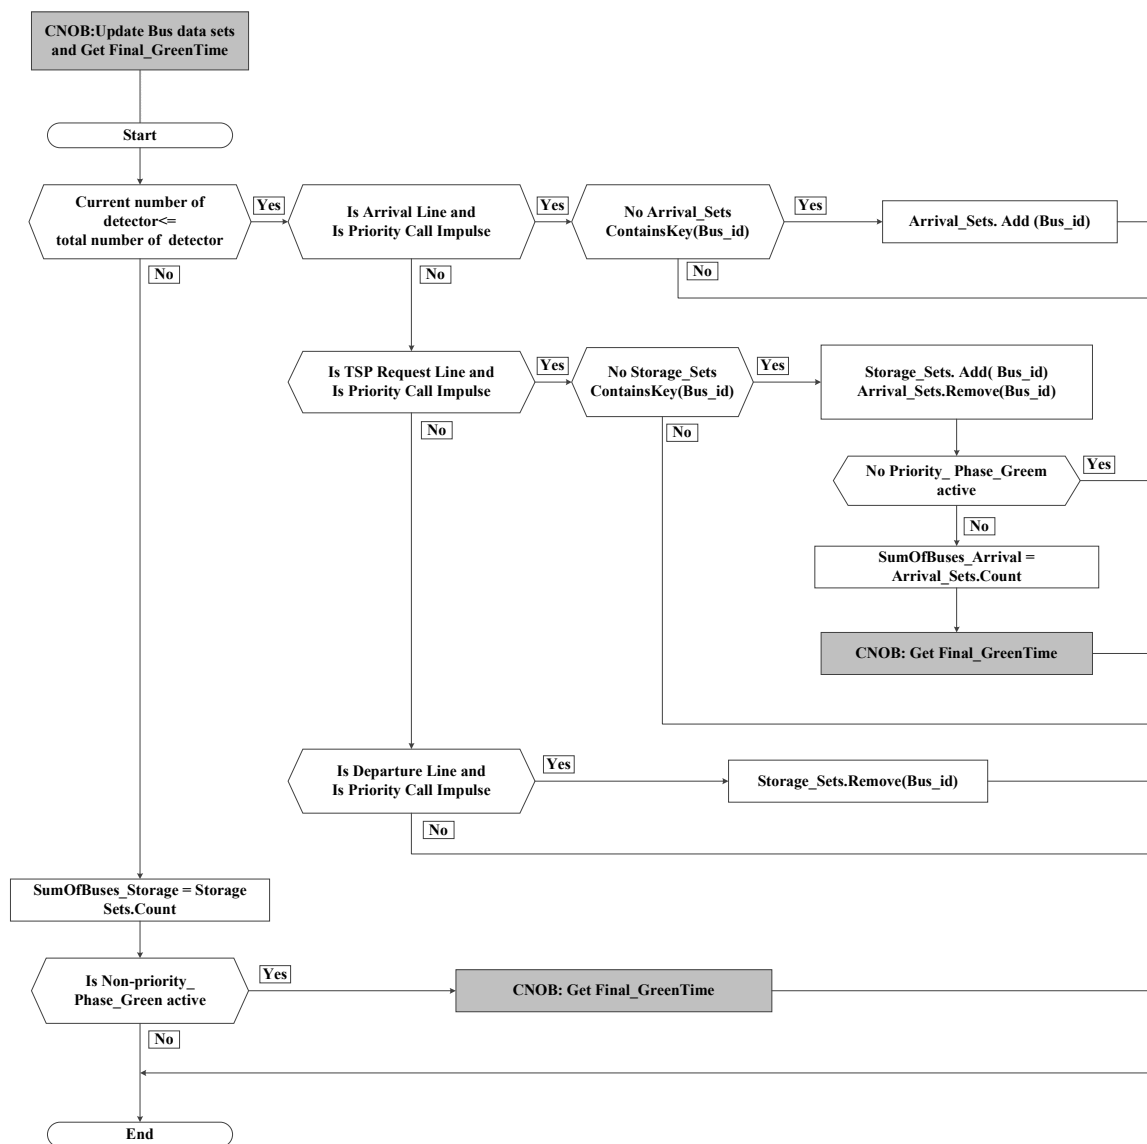 CNOB:Update Bus data sets
and Get Final_GreenTime
Start
Current number of
detector<=
total number of detector
Yes
Is Arrival Line and
Is Priority Call Impulse
Yes
No Arrival_Sets
ContainsKey(Bus_id)
Yes
Arrival_Sets. Add (Bus_id)
No
No
No
Is TSP Request Line and
Is Priority Call Impulse
Yes
No Storage_Sets
ContainsKey(Bus_id)
Yes
Storage_Sets. Add( Bus_id)
Arrival_Sets.Remove(Bus_id)
No
No
No Priority_ Phase_Greem
active
Yes
No
SumOfBuses_Arrival =
Arrival_Sets.Count
CNOB: Get Final_GreenTime
Is Departure Line and
Is Priority Call Impulse
Yes
Storage_Sets.Remove(Bus_id)
No
SumOfBuses_Storage = Storage
Sets.Count
Is Non-priority_
Phase_Green active
Yes
CNOB: Get Final_GreenTime
No
End